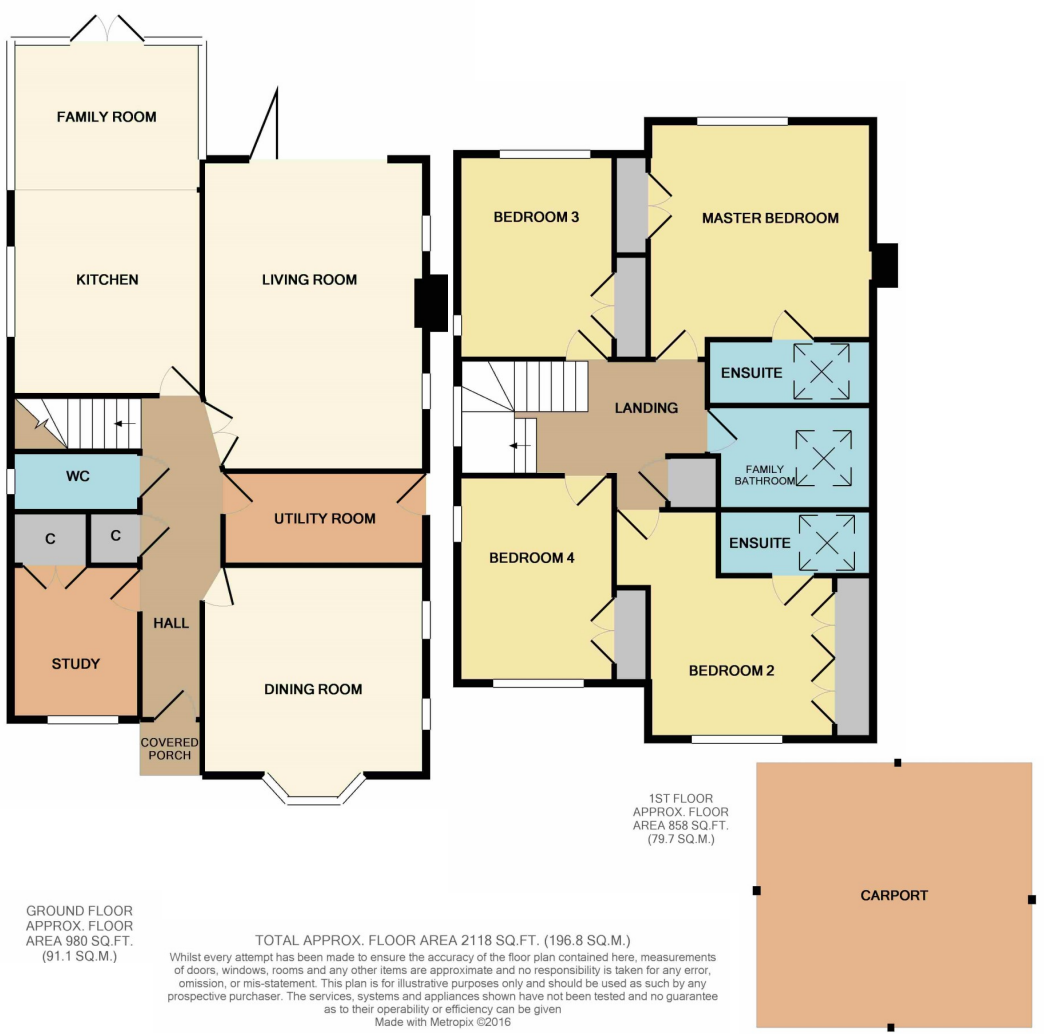 FAMILY ROOM
KITCHEN
LIVING ROOM
WC
C
C
UTILITY ROOM
HALL
STUDY
DINING ROOM
COVERED
PORCH
BEDROOM 3
MASTER BEDROOM
ENSUITE
LANDING
FAMILY
BATHROOM
ENSUITE
BEDROOM 4
BEDROOM 2
1ST FLOOR
APPROX. FLOOR
AREA 858 SQ.FT.
(79.7 SQ.M.)
CARPORT
GROUND FLOOR
APPROX. FLOOR
AREA 980 SQ.FT.
(91.1 SQ.M.)
TOTAL APPROX. FLOOR AREA 2118 SQ.FT. (196.8 SQ.M.)
Whilst every attempt has been made to ensure the accuracy of the floor plan contained here, measurements
of doors, windows, rooms and any other items are approximate and no responsibility is taken for any error,
omission, or mis-statement. This plan is for illustrative purposes only and should be used as such by any
prospective purchaser. The services, systems and appliances shown have not been tested and no guarantee
as to their operability or efficiency can be given
Made with Metropix ©2016